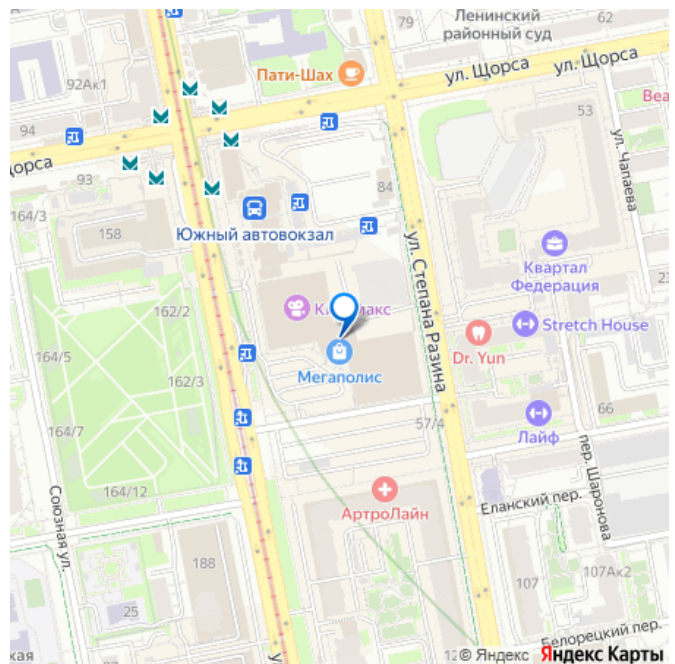 Ленинский
районный суд
79
62
ул. Щорса
ул. Щорса
Пати-Шах
92Ак1
94
53
Веа
ул. Чапаева
щорса
93
164/3
84
158
Южный автовокзал
Квартал
Федерация
ул. Степана Разина
162/2
Stretch House
Dr. Yun
164/5
Мегаполис
162/3
66
Лайф
57/4
164/7
пер. Шаронова
164/12
Союзная ул.
АртроЛайн
Еланский пер.
188
107
107Ак2
25
Белорецкий пер.
ская
у
12
© Яндекс Яндекс Карты